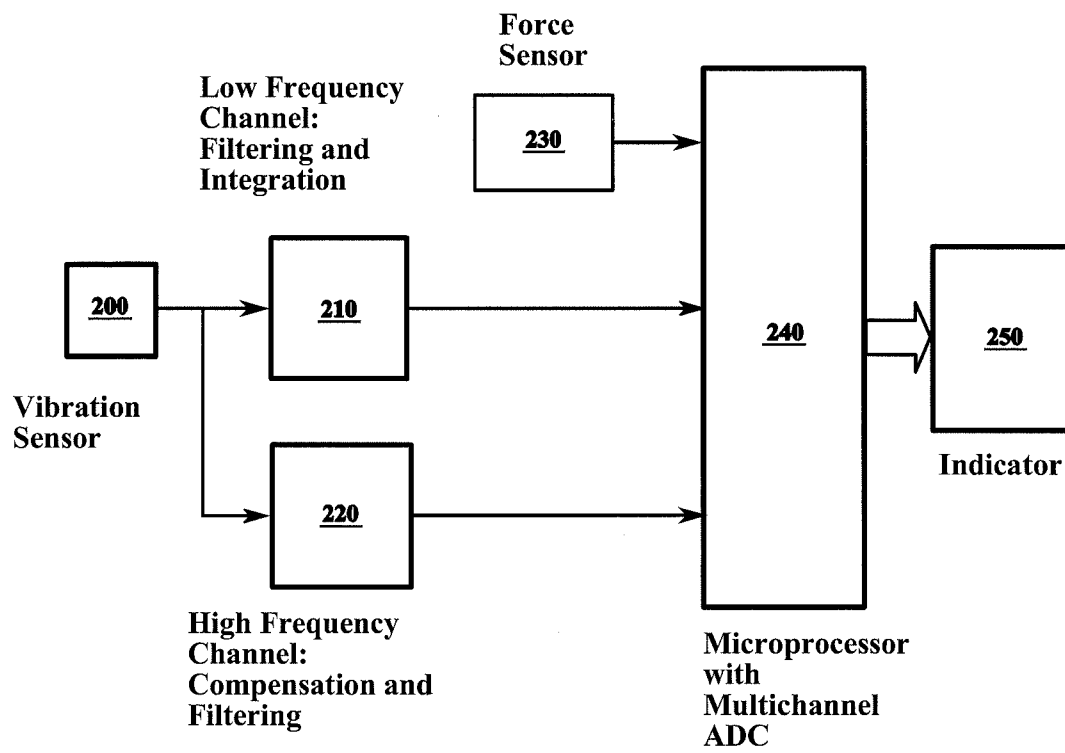 Force
Sensor
Low Frequency
Channel:
Filtering and
Integration
230
200
210
240
250
Vibration
Sensor
Indicator
220
High Frequency
Channel:
Compensation and
Filtering
Microprocessor
with
Multichannel
ADC